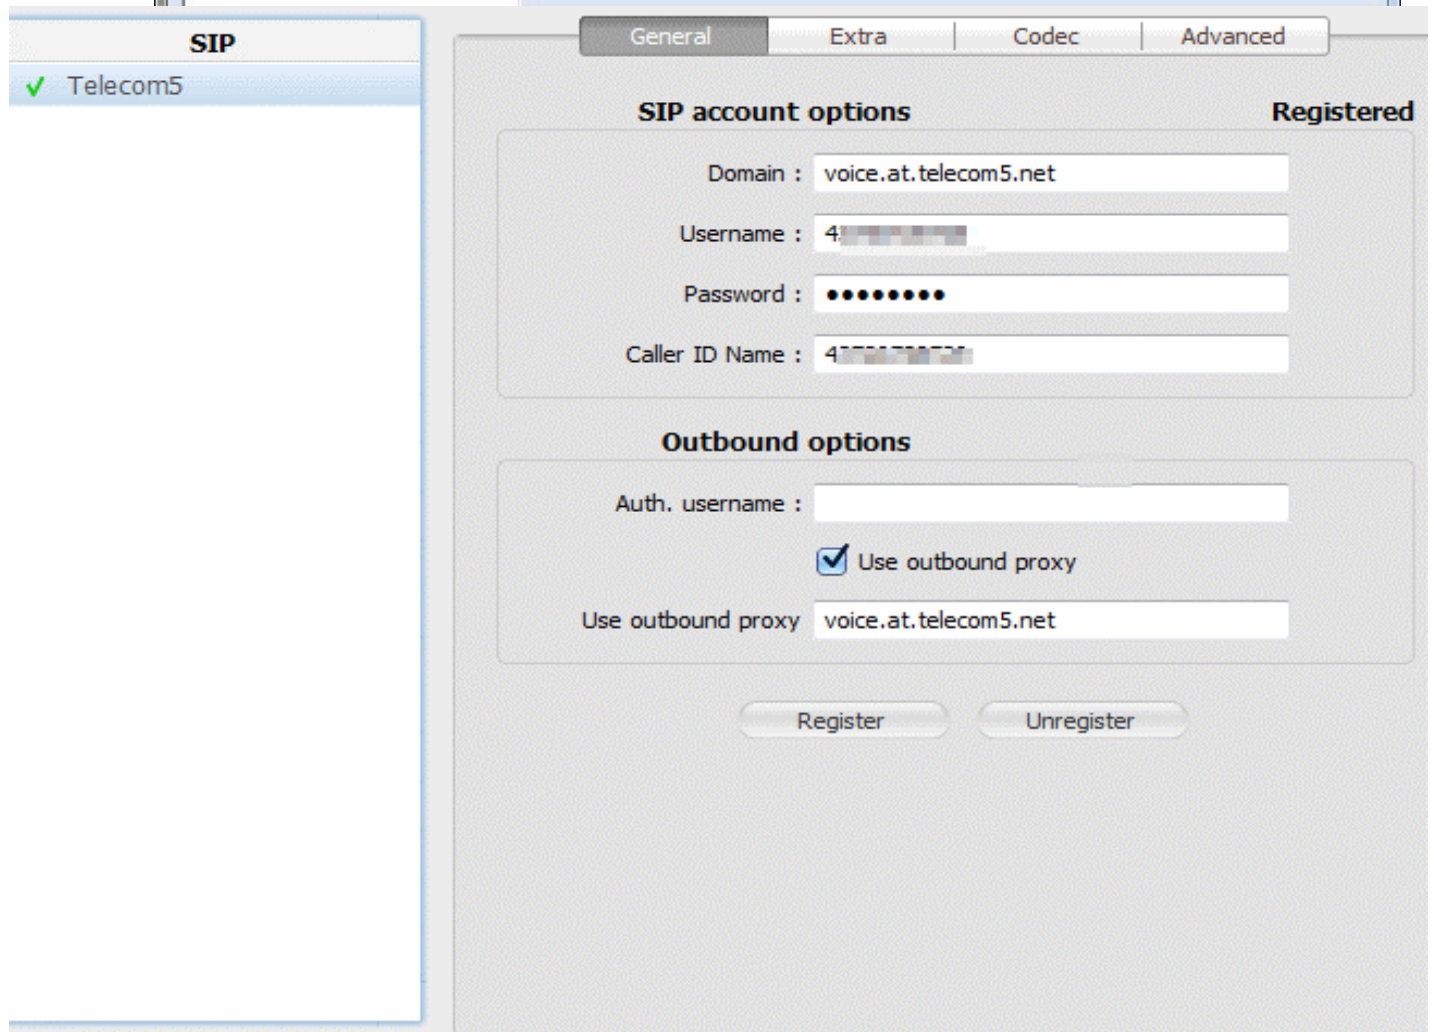 SIP
Telecom5
General
Extra
Codec
Advanced
SIP account options
Registered
Domain : voice.at.telecom5.net
Username :
Password : ••••••••
Caller ID Name :
Outbound options
Auth. username :
Use outbound proxy
Use outbound proxy voice.at.telecom5.net
Register
Unregister